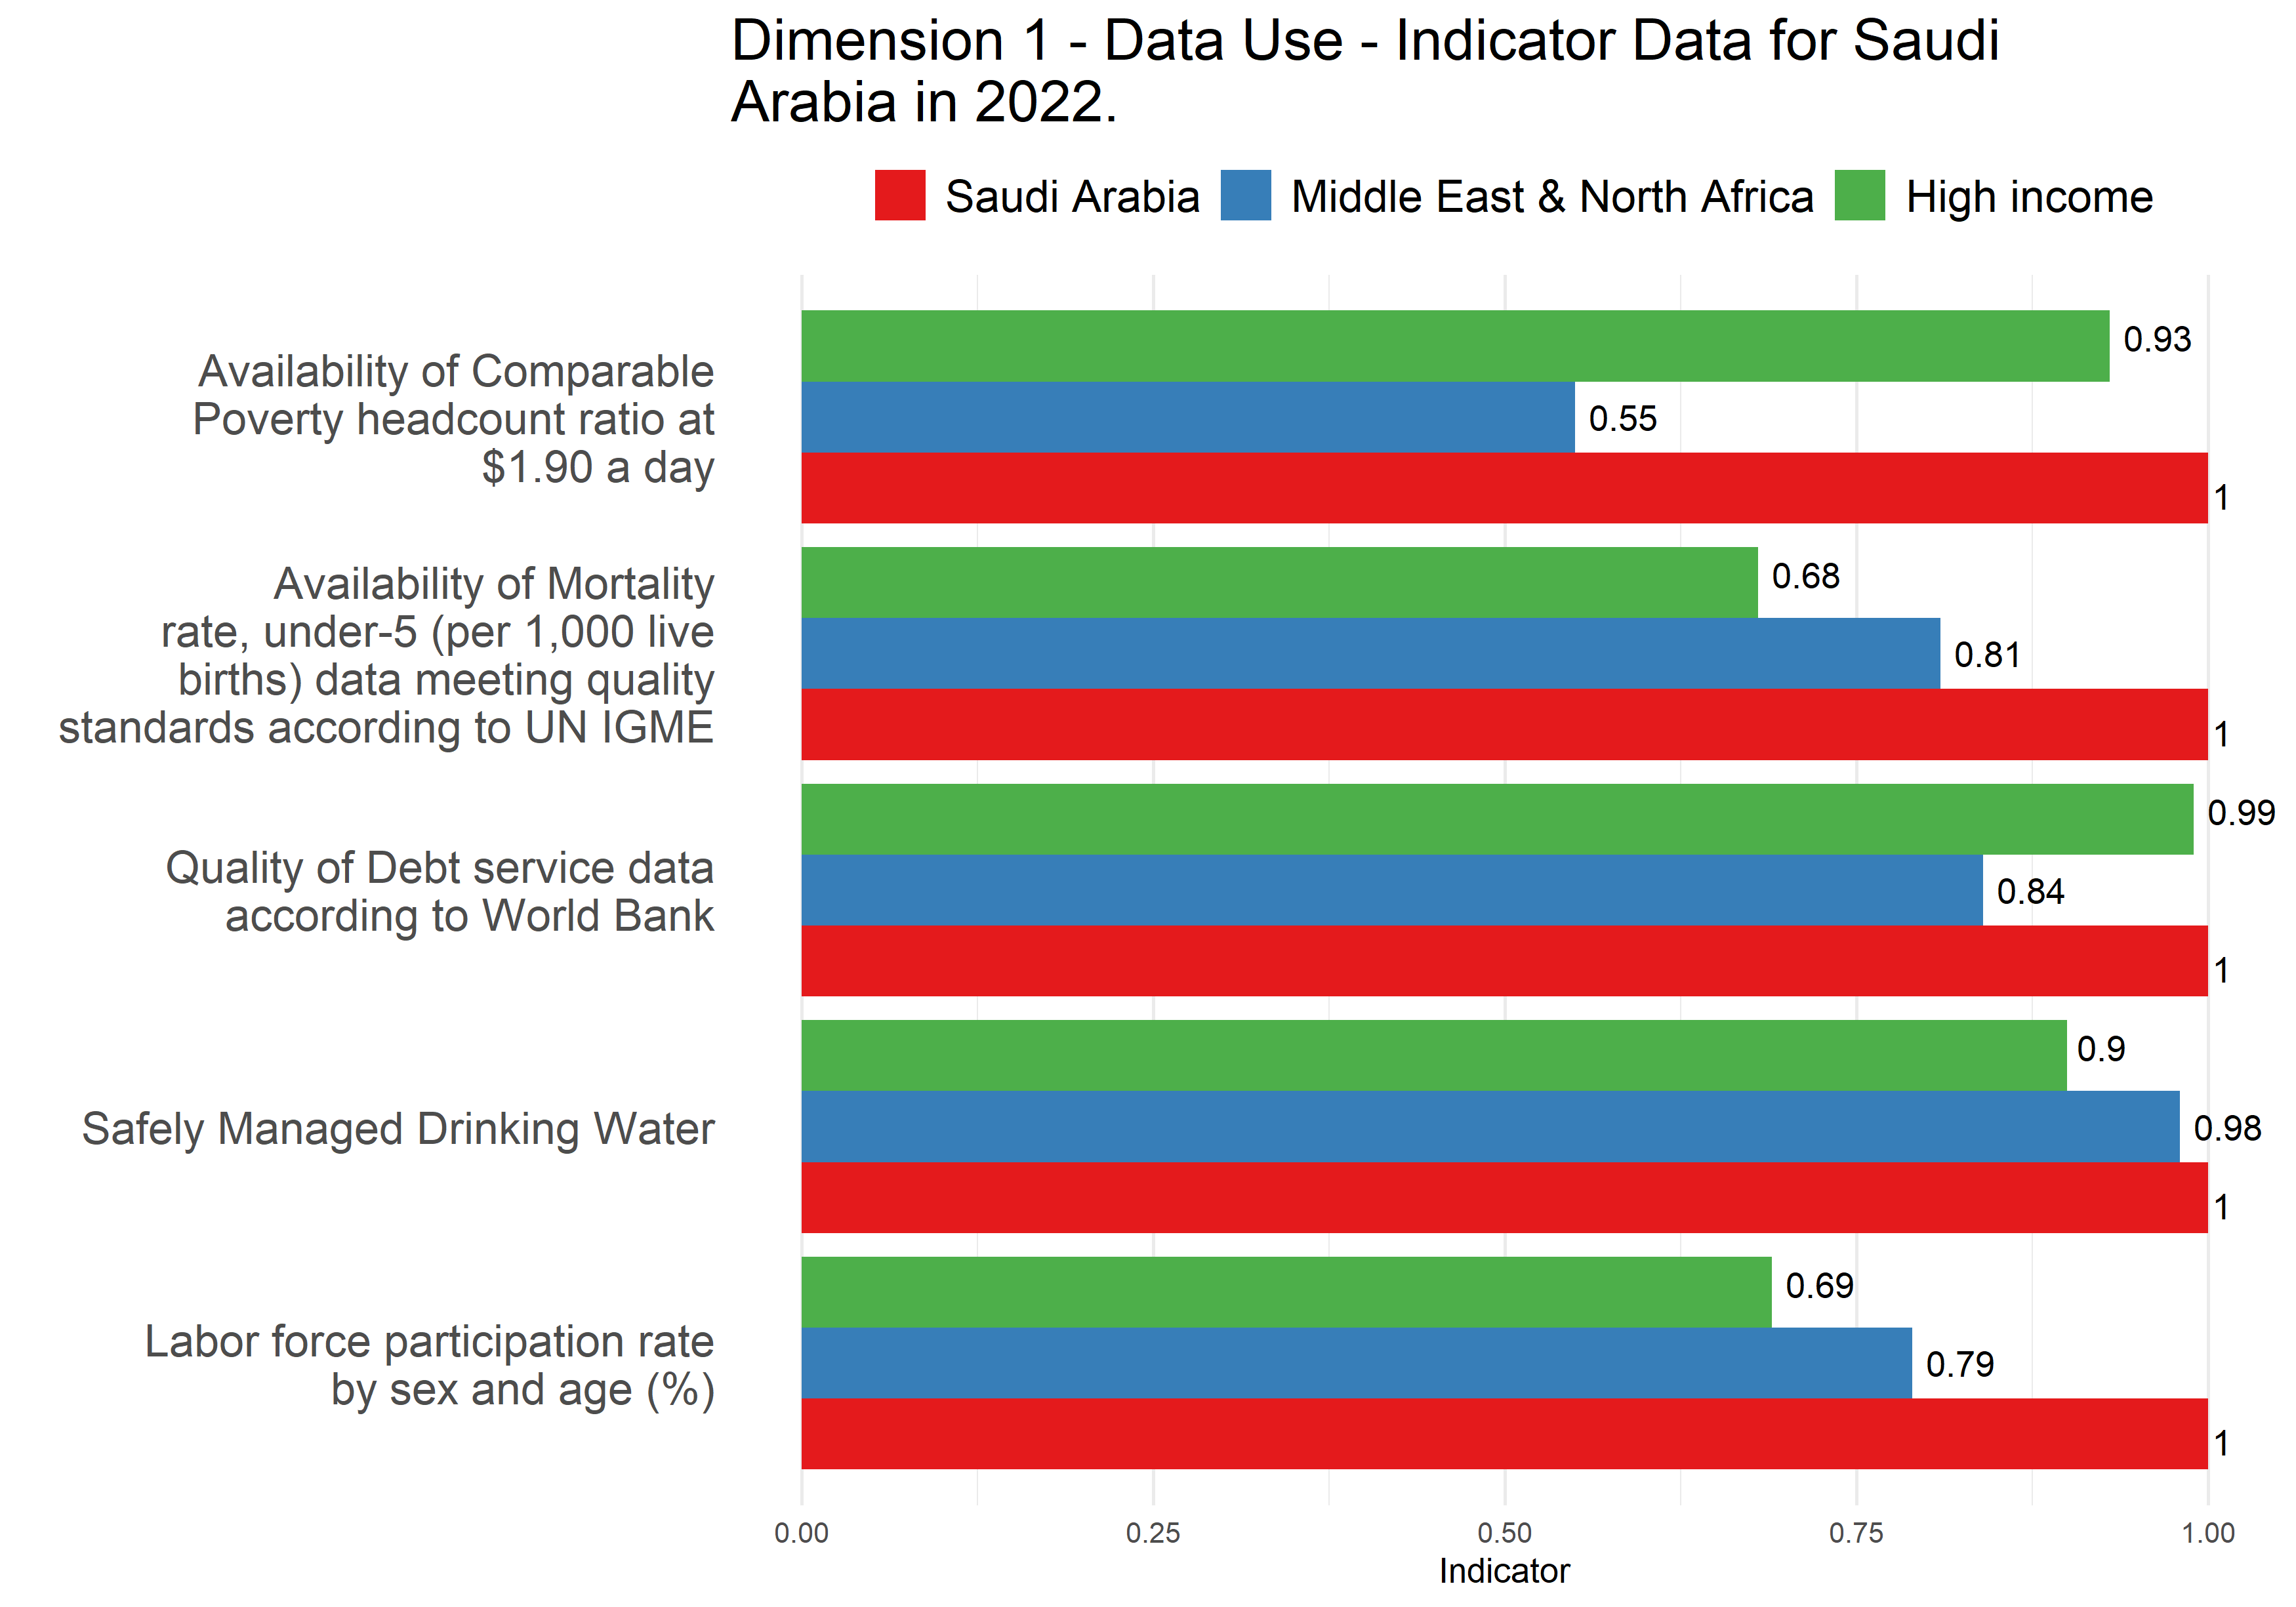 Dimension 1 - Data Use - Indicator Data for Saudi
Arabia in 2022.
Saudi Arabia
Middle East & North Africa
High income
Availability of Comparable
Poverty headcount ratio at
$1.90 a day
0.93
0.55
1
Availability of Mortality
rate, under-5 (per 1,000 live
births) data meeting quality
standards according to UN IGME
0.68
0.81
1
Quality of Debt service data
according to World Bank
0.99
0.84
1
Safely Managed Drinking Water
0.9
0.98
1
Labor force participation rate
by sex and age (%)
0.69
0.79
1
0.00
0.25
0.50
0.75
1.00
Indicator